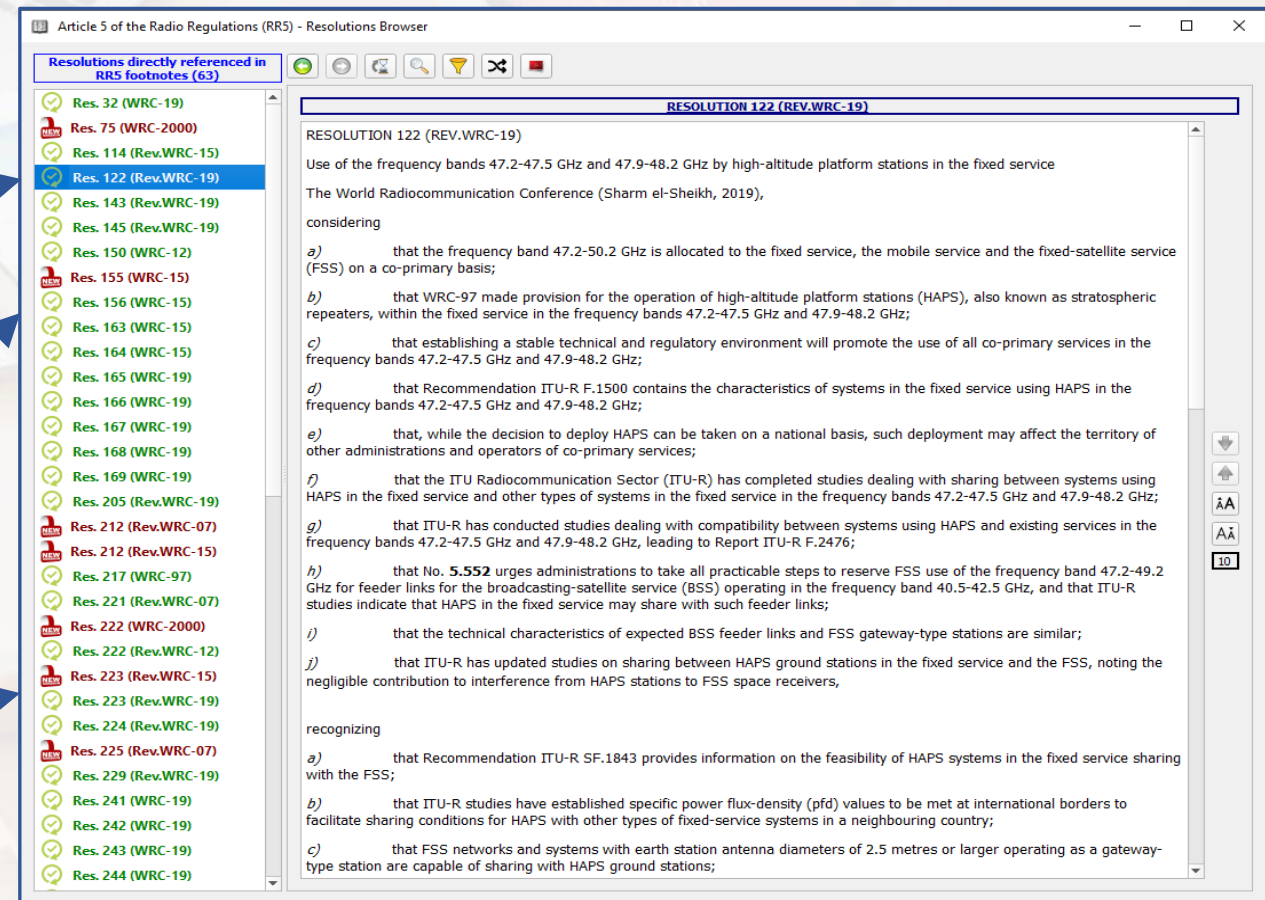 Article 5 of the Radio Regulations (RR5) - Resolutions Browser
Resolutions directly referenced in
RR5 footnotes (63)
Res. 32 (WRC-19)
NEW Res. 75 (WRC-2000)
Res. 114 (Rev.WRC-15)
Res. 122 (Rev.WRC-19)
Res. 143 (Rev.WRC-19)
Res. 145 (Rev.WRC-19)
Res. 150 (WRC-12)
NEW Res. 155 (WRC-15)
Res. 156 (WRC-15)
Res. 163 (WRC-15)
Res. 164 (WRC-15)
Res. 165 (WRC-19)
Res. 166 (WRC-19)
Res. 167 (WRC-19)
Res. 168 (WRC-19)
Res. 169 (WRC-19)
Res. 205 (Rev.WRC-19)
NEW Res. 212 (Rev.WRC-07)
NEW Res. 212 (Rev.WRC-15)
Res. 217 (WRC-97)
Res. 221 (Rev.WRC-07)
NEW Res. 222 (WRC-2000)
Res. 222 (Rev.WRC-12)
NEW Res. 223 (Rev.WRC-15)
Res. 223 (Rev.WRC-19)
Res. 224 (Rev.WRC-19)
NEW Res. 225 (Rev.WRC-07)
Res. 229 (Rev.WRC-19)
Res. 241 (WRC-19)
Res. 242 (WRC-19)
Res. 243 (WRC-19)
Res. 244 (WRC-19)
RESOLUTION 122 (REV.WRC-19)
RESOLUTION 122 (REV.WRC-19)
Use of the frequency bands 47.2-47.5 GHz and 47.9-48.2 GHz by high-altitude platform stations in the fixed service
The World Radiocommunication Conference (Sharm el-Sheikh, 2019),
considering
a) that the frequency band 47.2-50.2 GHz is allocated to the fixed service, the mobile service and the fixed-satellite service
(FSS) on a co-primary basis;
b) that WRC-97 made provision for the operation of high-altitude platform stations (HAPS), also known as stratospheric
repeaters, within the fixed service in the frequency bands 47.2-47.5 GHz and 47.9-48.2 GHz;
c) that establishing a stable technical and regulatory environment will promote the use of all co-primary services in the
frequency bands 47.2-47.5 GHz and 47.9-48.2 GHz;
d) that Recommendation ITU-R F.1500 contains the characteristics of systems in the fixed service using HAPS in the
frequency bands 47.2-47.5 GHz and 47.9-48.2 GHz;
e) that, while the decision to deploy HAPS can be taken on a national basis, such deployment may affect the territory of
other administrations and operators of co-primary services;
f) that the ITU Radiocommunication Sector (ITU-R) has completed studies dealing with sharing between systems using
HAPS in the fixed service and other types of systems in the fixed service in the frequency bands 47.2-47.5 GHz and 47.9-48.2 GHz;
g) that ITU-R has conducted studies dealing with compatibility between systems using HAPS and existing services in the
frequency bands 47.2-47.5 GHz and 47.9-48.2 GHz, leading to Report ITU-R F.2476;
h) that No. 5.552 urges administrations to take all practicable steps to reserve FSS use of the frequency band 47.2-49.2
GHz for feeder links for the broadcasting-satellite service (BSS) operating in the frequency band 40.5-42.5 GHz, and that ITU-R
studies indicate that HAPS in the fixed service may share with such feeder links;
i) that the technical characteristics of expected BSS feeder links and FSS gateway-type stations are similar;
j) that ITU-R has updated studies on sharing between HAPS ground stations in the fixed service and the FSS, noting the
negligible contribution to interference from HAPS stations to FSS space receivers,
recognizing
a) that Recommendation ITU-R SF.1843 provides information on the feasibility of HAPS systems in the fixed service sharing
with the FSS;
b) that ITU-R studies have established specific power flux-density (pfd) values to be met at international borders to
facilitate sharing conditions for HAPS with other types of fixed-service systems in a neighbouring country;
c) that FSS networks and systems with earth station antenna diameters of 2.5 metres or larger operating as a gateway-
type station are capable of sharing with HAPS ground stations;
AA
AA
10